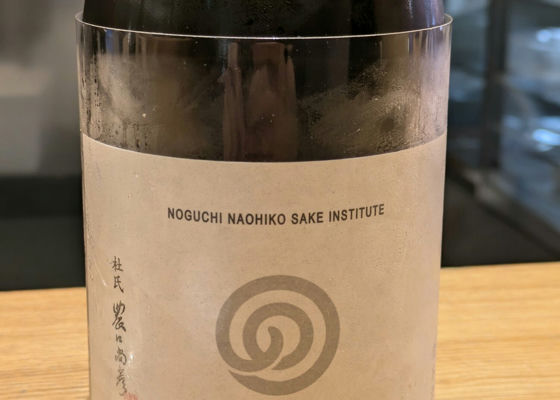 NOGUCHI NAOHIKO SAKE INSTITUTE
杜氏 農口尚彦